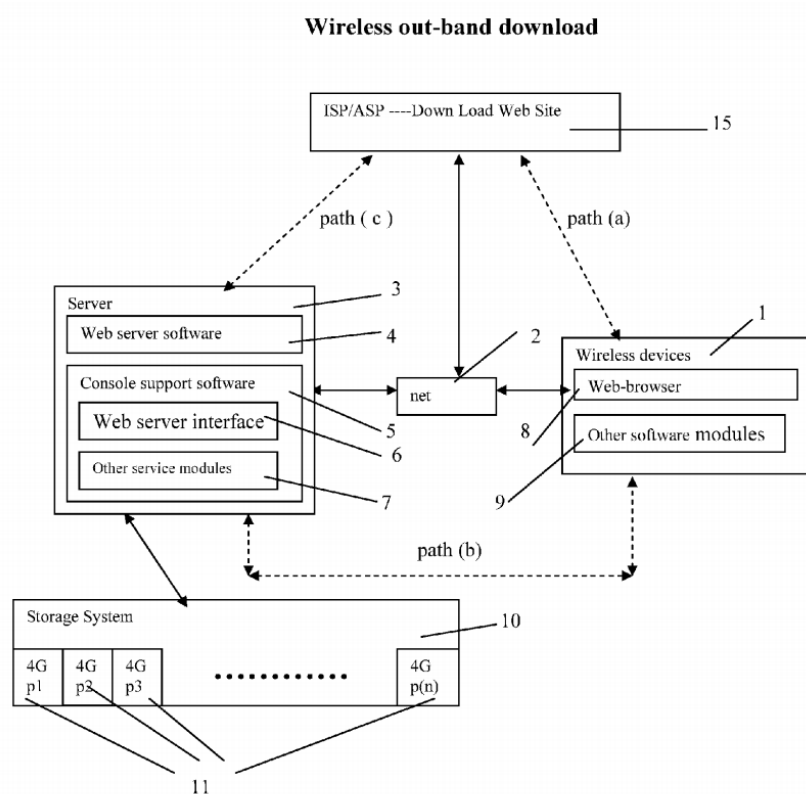 Wireless out-band download
ISP/ASP ----Down Load Web Site
15
path ( c )
path (a)
Server
3
Web server software
4
Console support software
5
Web server interface
6
Other service modules
7
2
net
1
Wireless devices
Web-browser
8
Other software modules
9
path (b)
Storage System
10
4G
p1
4G
p2
4G
p3
4G
p(n)
11